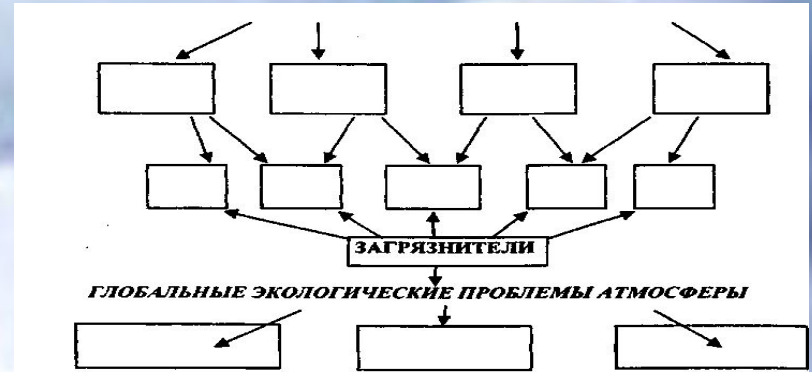 ЗАГРЯЗНИТЕЛИ
ГЛОБАЛЬНЫЕ ЭКОЛОГИЧЕСКИЕ ПРОБЛЕМЫ АТМОСФЕРЫ